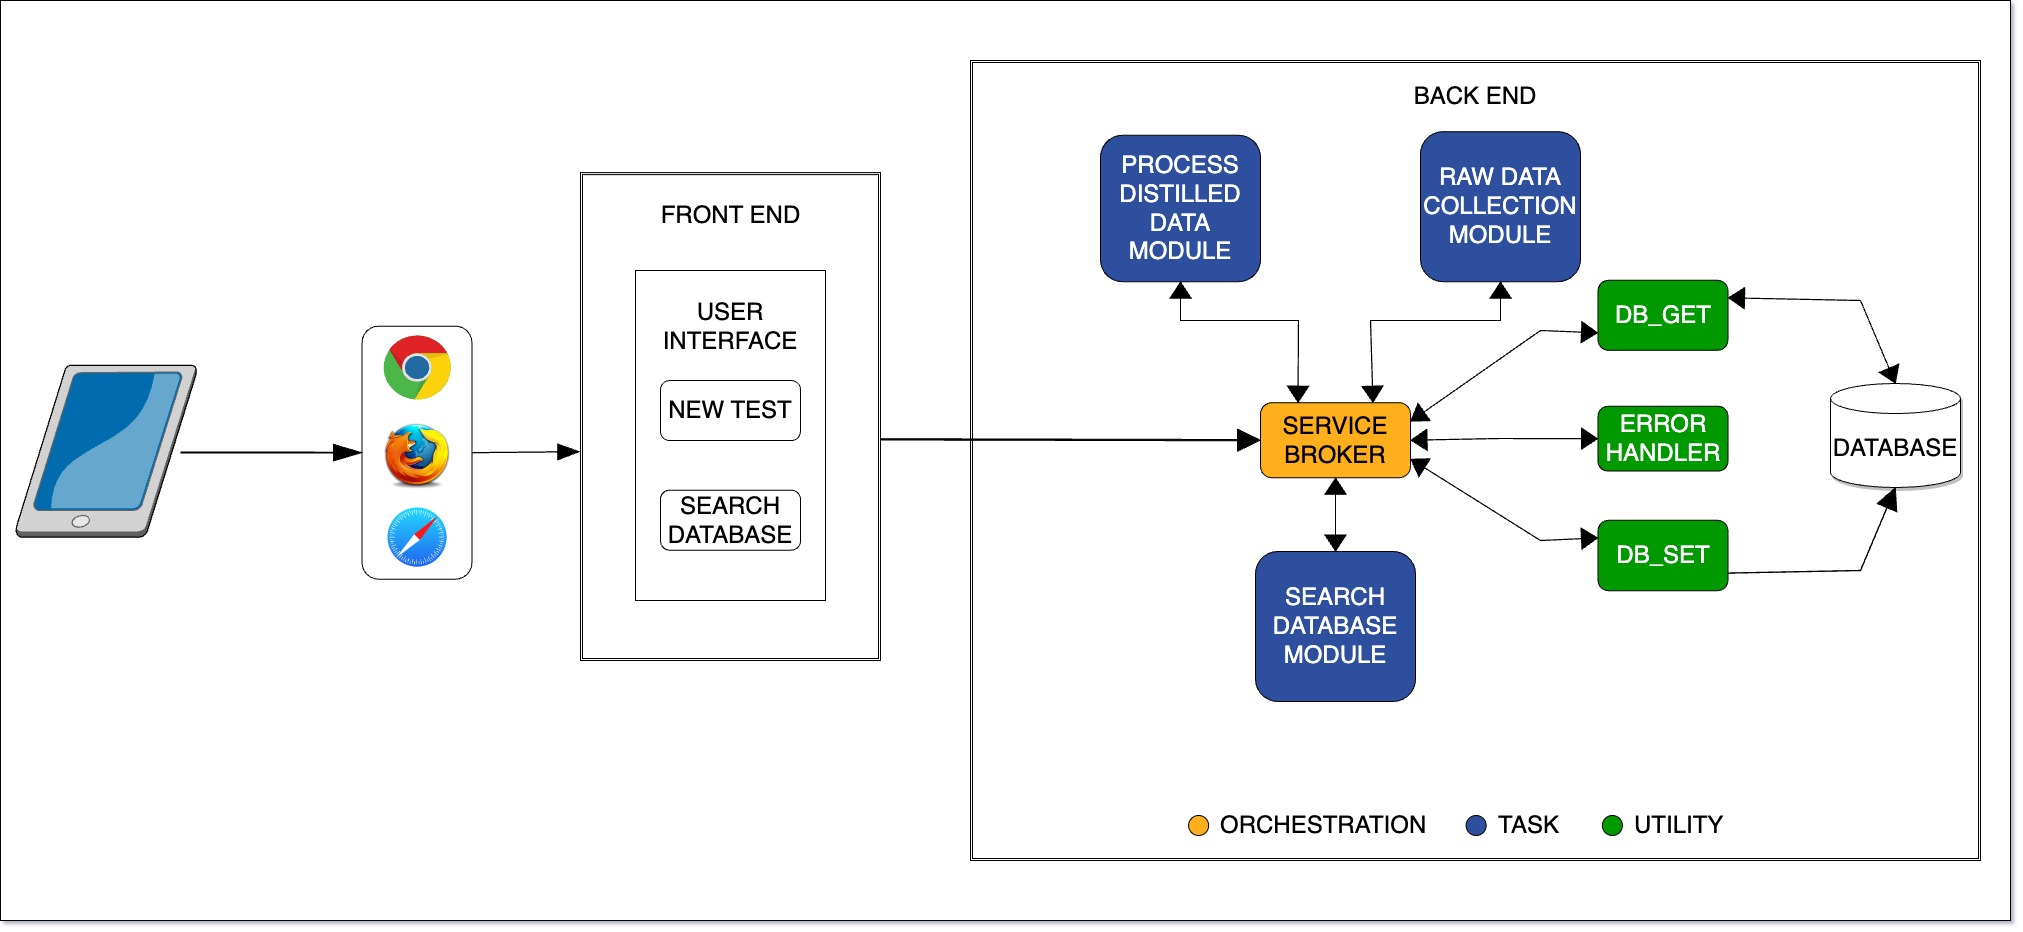 BACK END
PROCESS
DISTILLED
DATA
MODULE
RAW DATA
COLLECTION
MODULE
FRONT END
USER
INTERFACE
NEW TEST
SEARCH
DATABASE
SERVICE
BROKER
DB_GET
ERROR
HANDLER
DB_SET
DATABASE
SEARCH
DATABASE
MODULE
ORCHESTRATION
TASK
UTILITY